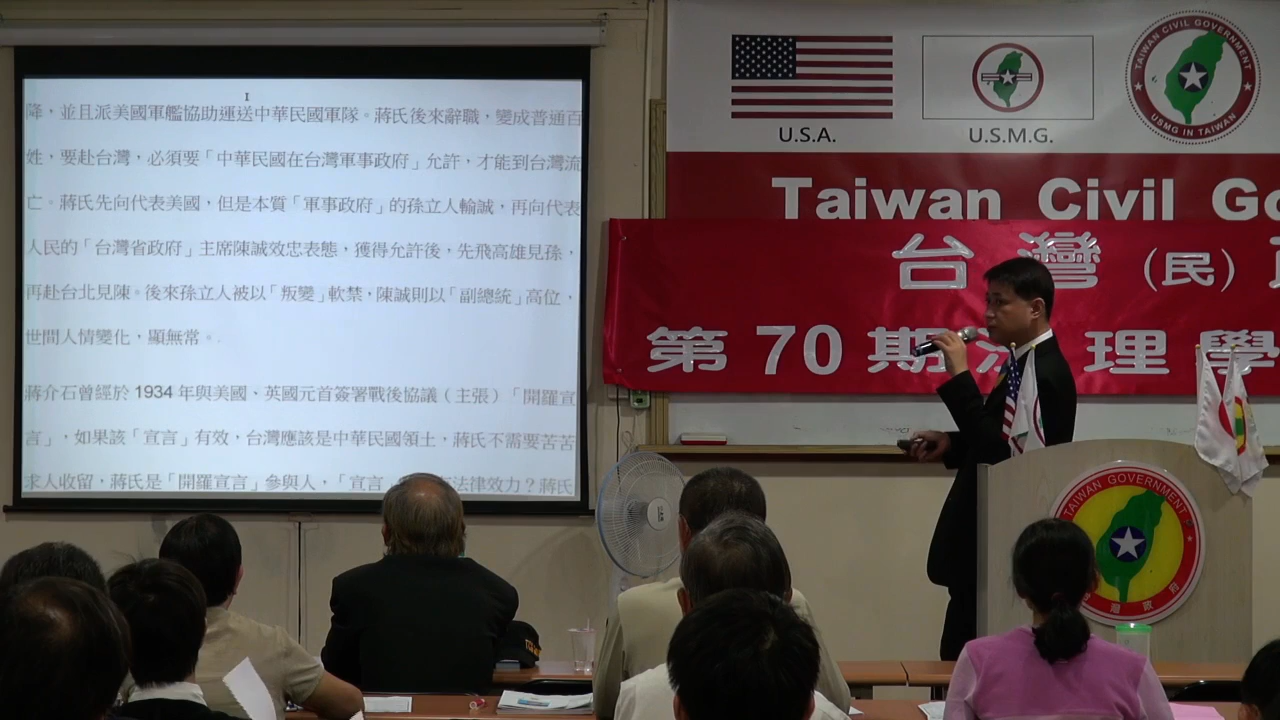 降，並且派美國軍艦協助運送中華民國軍隊。蔣氏後來辭職，變成普通百
姓，要赴台灣，必須要「中華民國在台灣軍事政府」允許，才能到台灣流
亡。蔣氏先向代表美國，但是本質「軍事政府」的孫立人輸誠，再向代表
人民的「台灣省政府」主席陳誠效忠表態，獲得允許後，先飛高雄見孫，
再赴台北見陳。後來孫立人被以「叛變」軟禁，陳誠則以「副總統」高位，
世間人情變化，顯無常。
蔣介石曾經於 1934 年與美國、英國元首簽署戰後協議（主張）「開羅宣
言」，如果該「宣言」有效，台灣應該是中華民國領土，蔣氏不需要苦苦
求人收留，蔣氏是「開羅宣言」參與人，「宣言 法律效力？蔣氏
U.S.A.
U.S.M.G.
TAIWAN CIVIL GOVERNMENT
USMG IN TAIWAN
Taiwan Civil Go
台灣（民）
第70期法理學
TAIWAN GOVERNMENT
灣政府